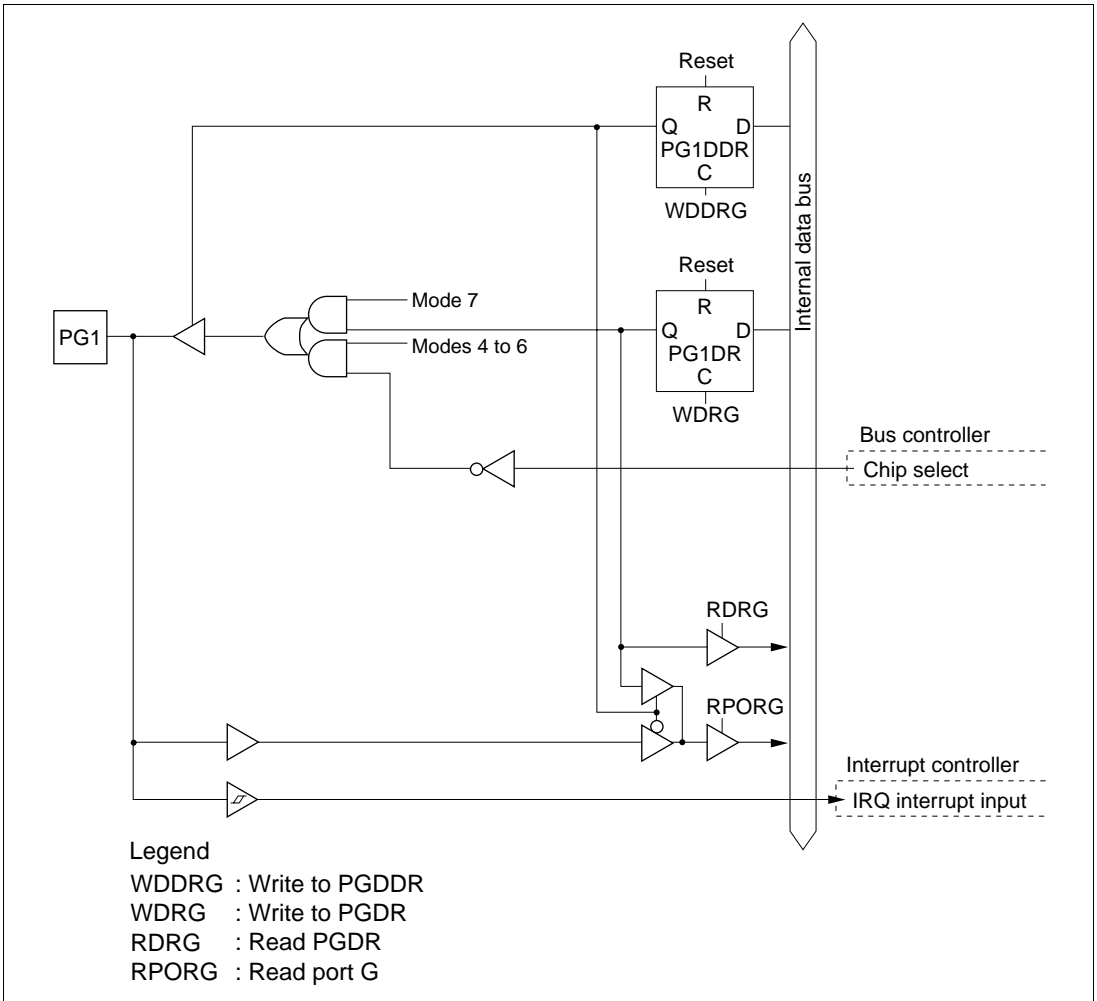 Reset
R
Q D
PG1DDR
C
WDDRG
Internal data bus
Reset
R
Q D
PG1DR
C
WDRG
Mode 7
PG1
Modes 4 to 6
Bus controller
Chip select
RDRG
RPORG
Interrupt controller
IRQ interrupt input
Legend
WDDRG : Write to PGDDR
WDRG : Write to PGDR
RDRG : Read PGDR
RPORG : Read port G